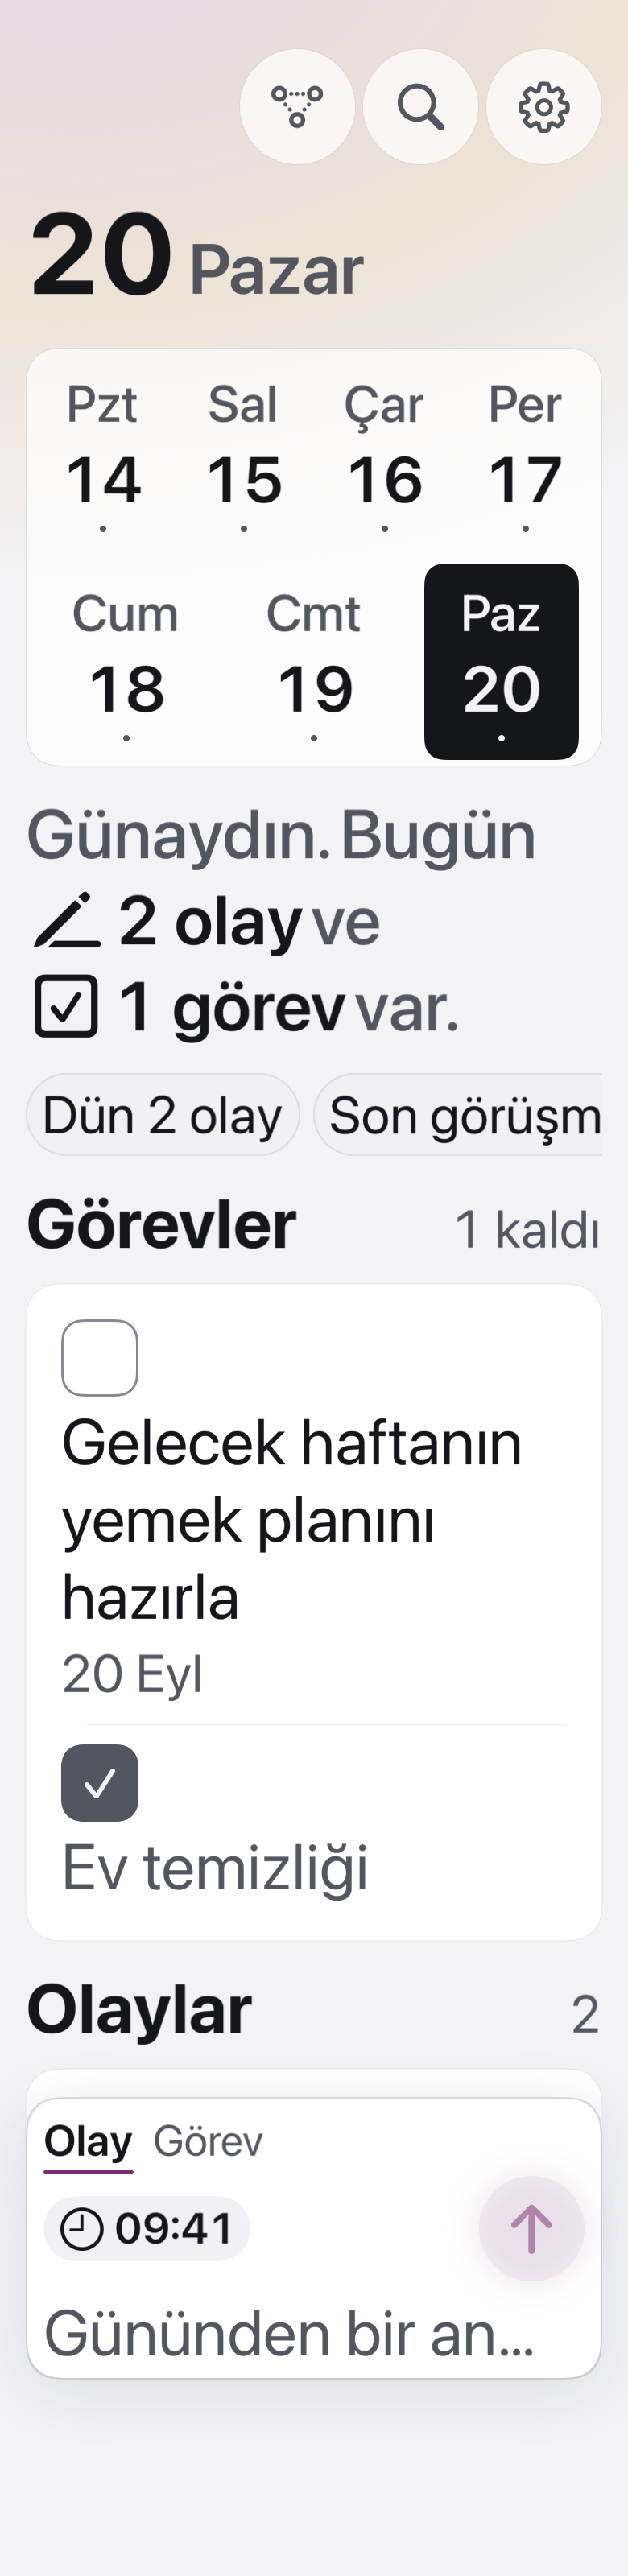 20 Pazar
Pzt Sal Çar Per
14 15 16 17
Cum Cmt Paz
18 19 20
Günaydın. Bugün
2 olay ve
1 görev var.
Dün 2 olay Son görüşm
Görevler 1 kaldı
Gelecek haftanın
yemek planını
hazırla
20 Eyl
Ev temizliği
Olaylar 2
Olay Görev
09:41
Gününden bir an...